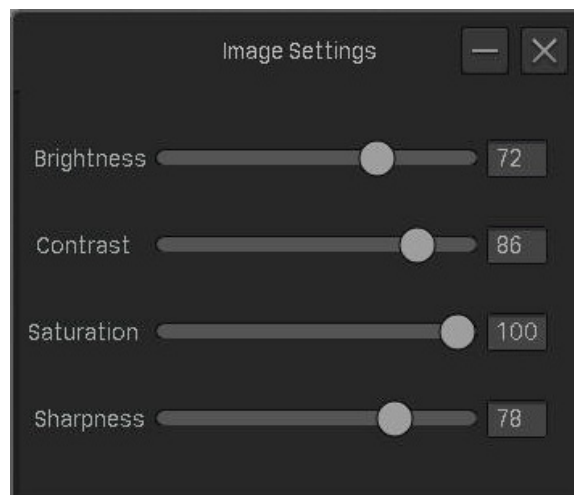 Image Settings
Brightness 72
Contrast 86
Saturation 100
Sharpness 78